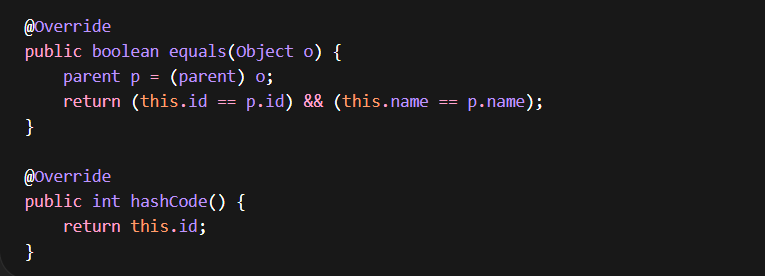 @Override
public boolean equals(Object o) {
    parent p = (parent) o;
    return (this.id == p.id) && (this.name == p.name);
}

@Override
public int hashCode() {
    return this.id;
}